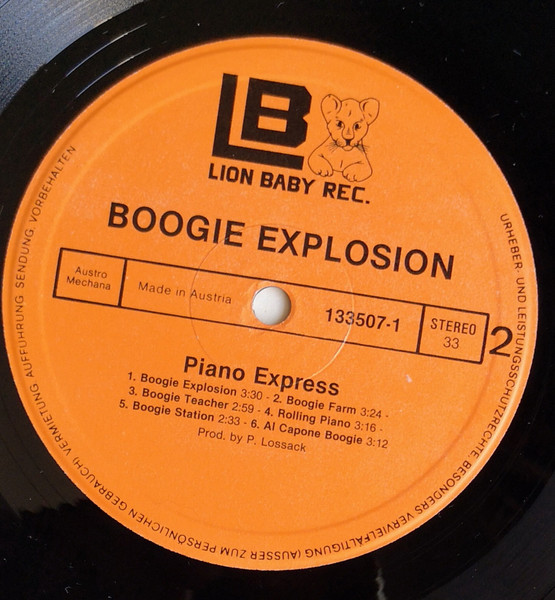 LB
LION BABY REC.
BOOGIE EXPLOSION
Austro
Mechana
Made in Austria
133507-1
STEREO
33
2
Piano Express
1. Boogie Explosion 3:30 - 2. Boogie Farm 3:24 -
3. Boogie Teacher 2:59 - 4. Rolling Piano 3:16 -
5. Boogie Station 2:33 - 6. Al Capone Boogie 3:12
Prod. by P. Lossack
URHEBER- UND LEISTUNGSSCHUTZRECHTE BESONDERS VERVIELFÄLTIGUNG (AUSSER ZUM PERSÖNLICHEN GEBRAUCH) VERMIETUNG AUFFÜHRUNG SENDUNG VORBEHALTEN